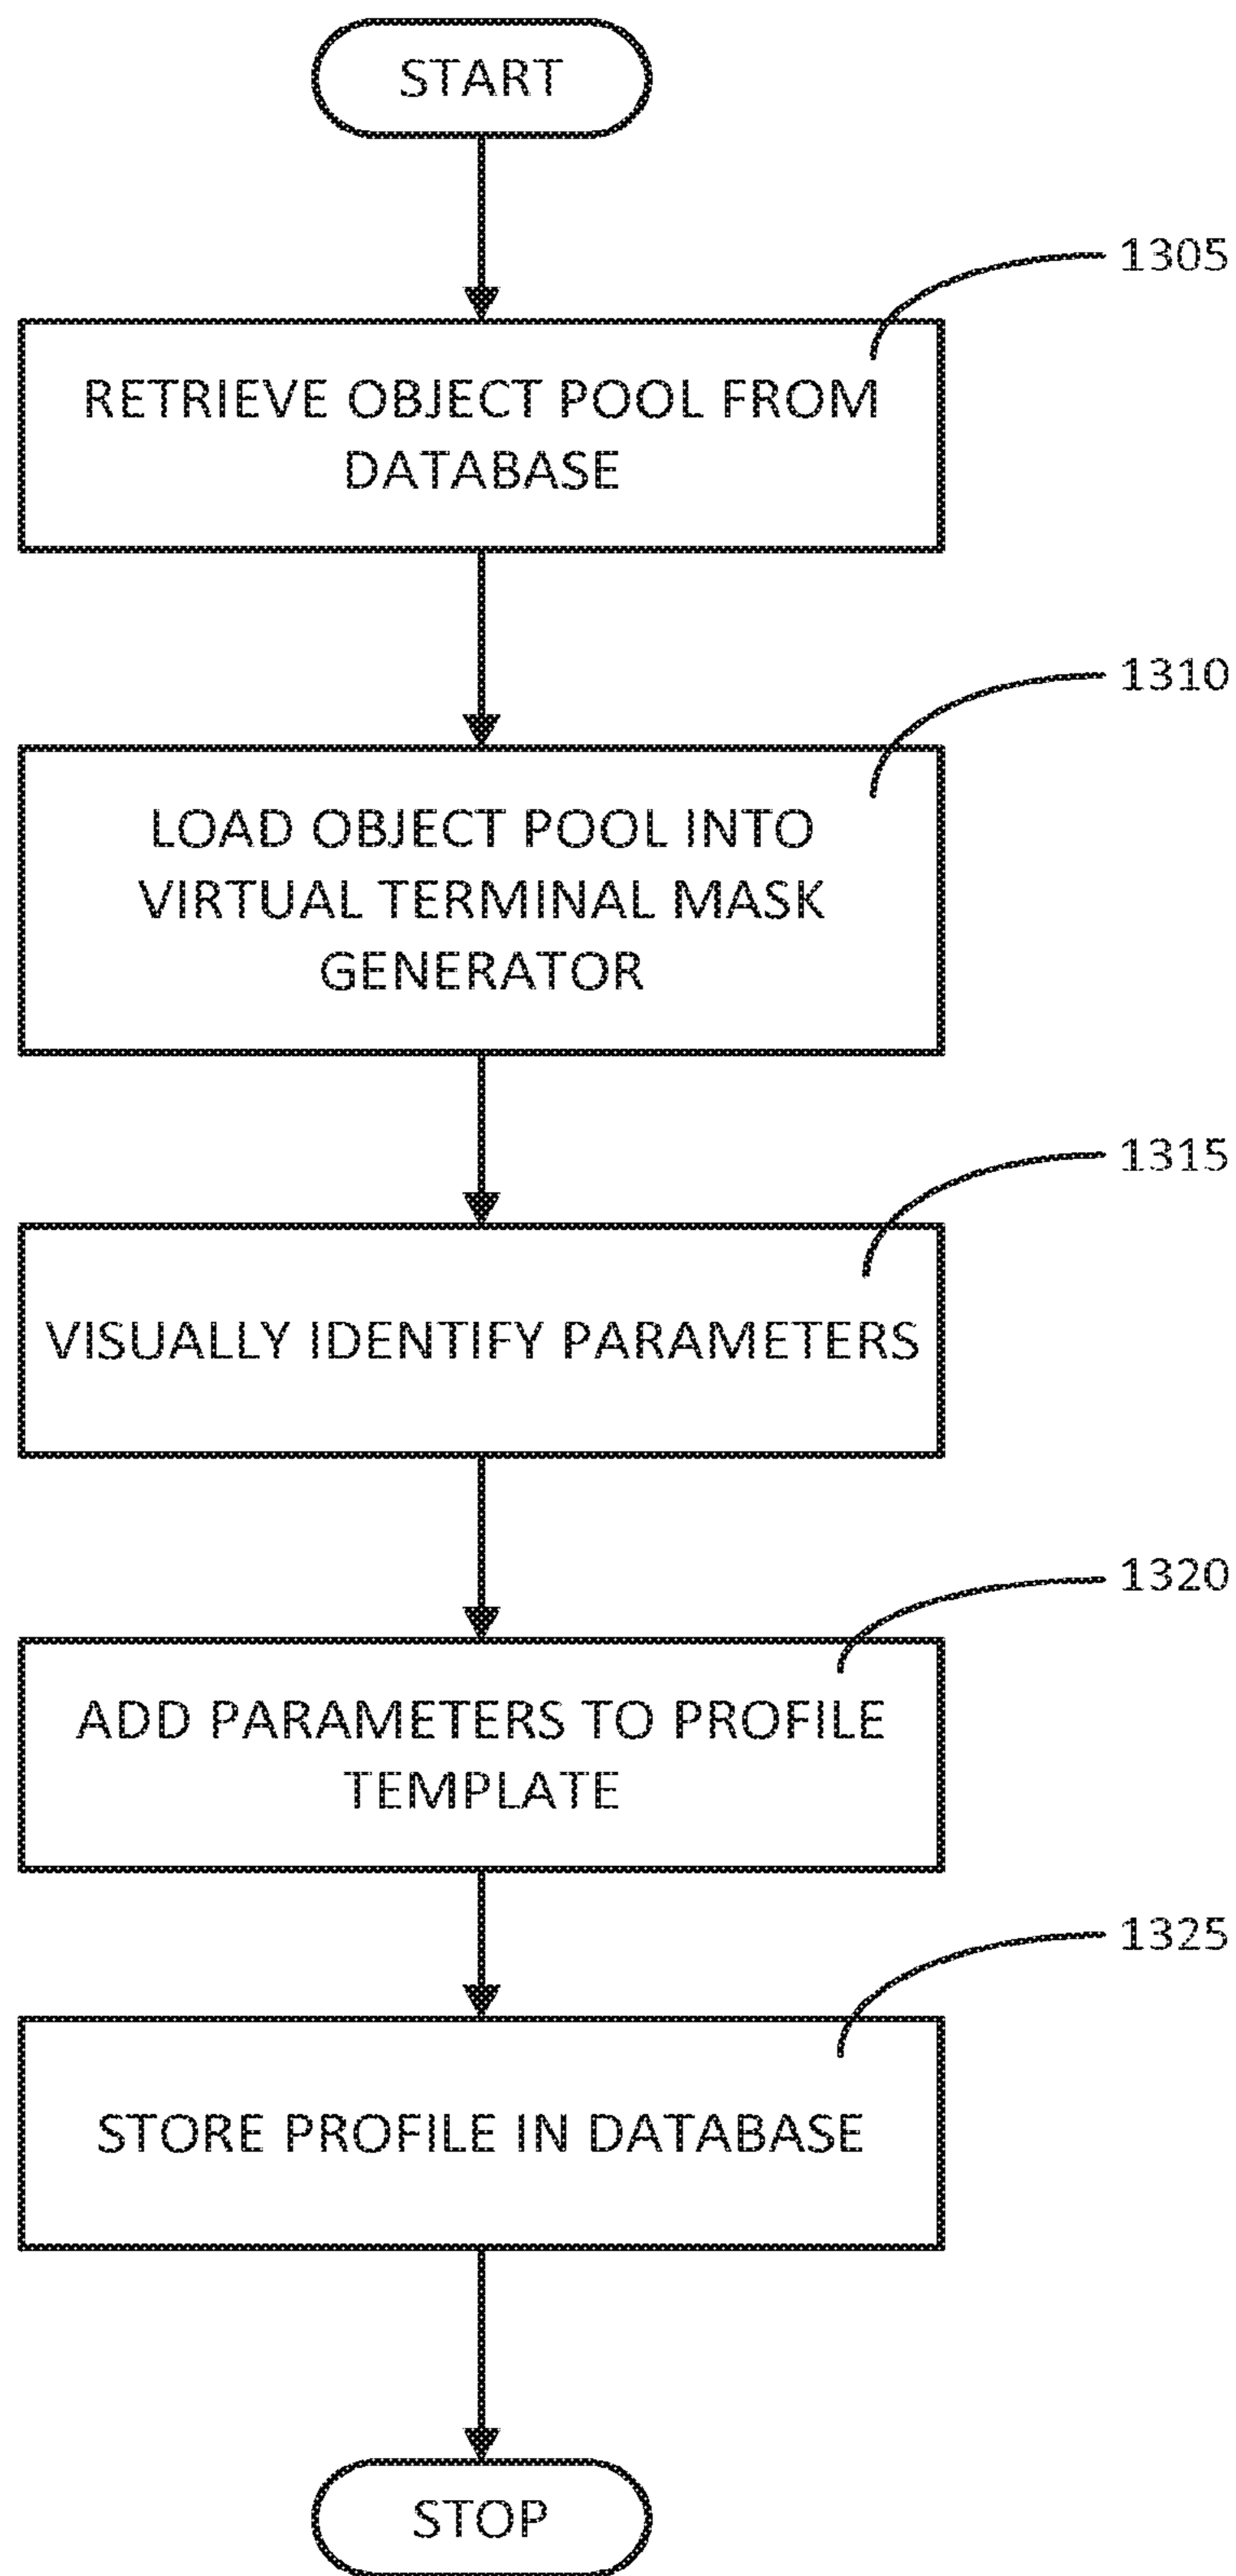 START
1305
RETRIEVE OBJECT POOL FROM
DATABASE
1310
LOAD OBJECT POOL INTO
VIRTUAL TERMINAL MASK
GENERATOR
1315
VISUALLY IDENTIFY PARAMETERS
1320
ADD PARAMETERS TO PROFILE
TEMPLATE
1325
STORE PROFILE IN DATABASE
STOP